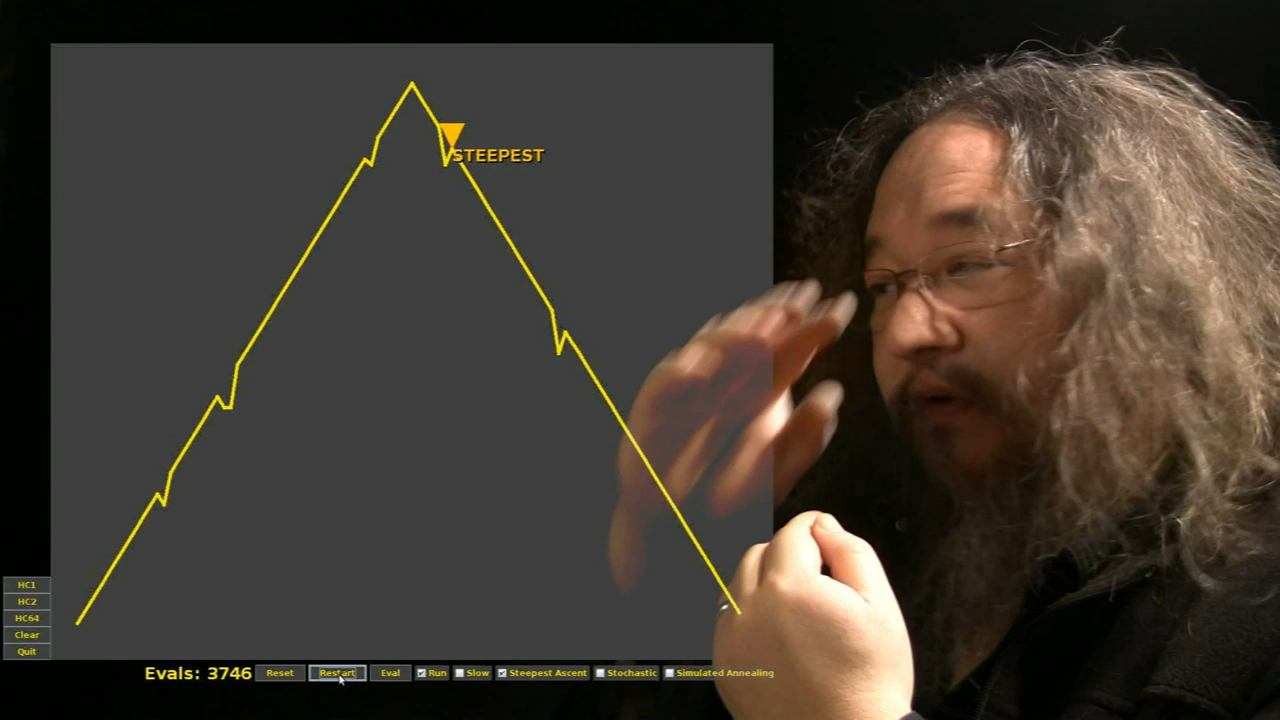 STEEPEST
HC1
HC2
HC64
Clear
Quit
Evals: 3746 Reset Restart Eval Run Slow Steepest Ascent Stochastic Simulated Annealing